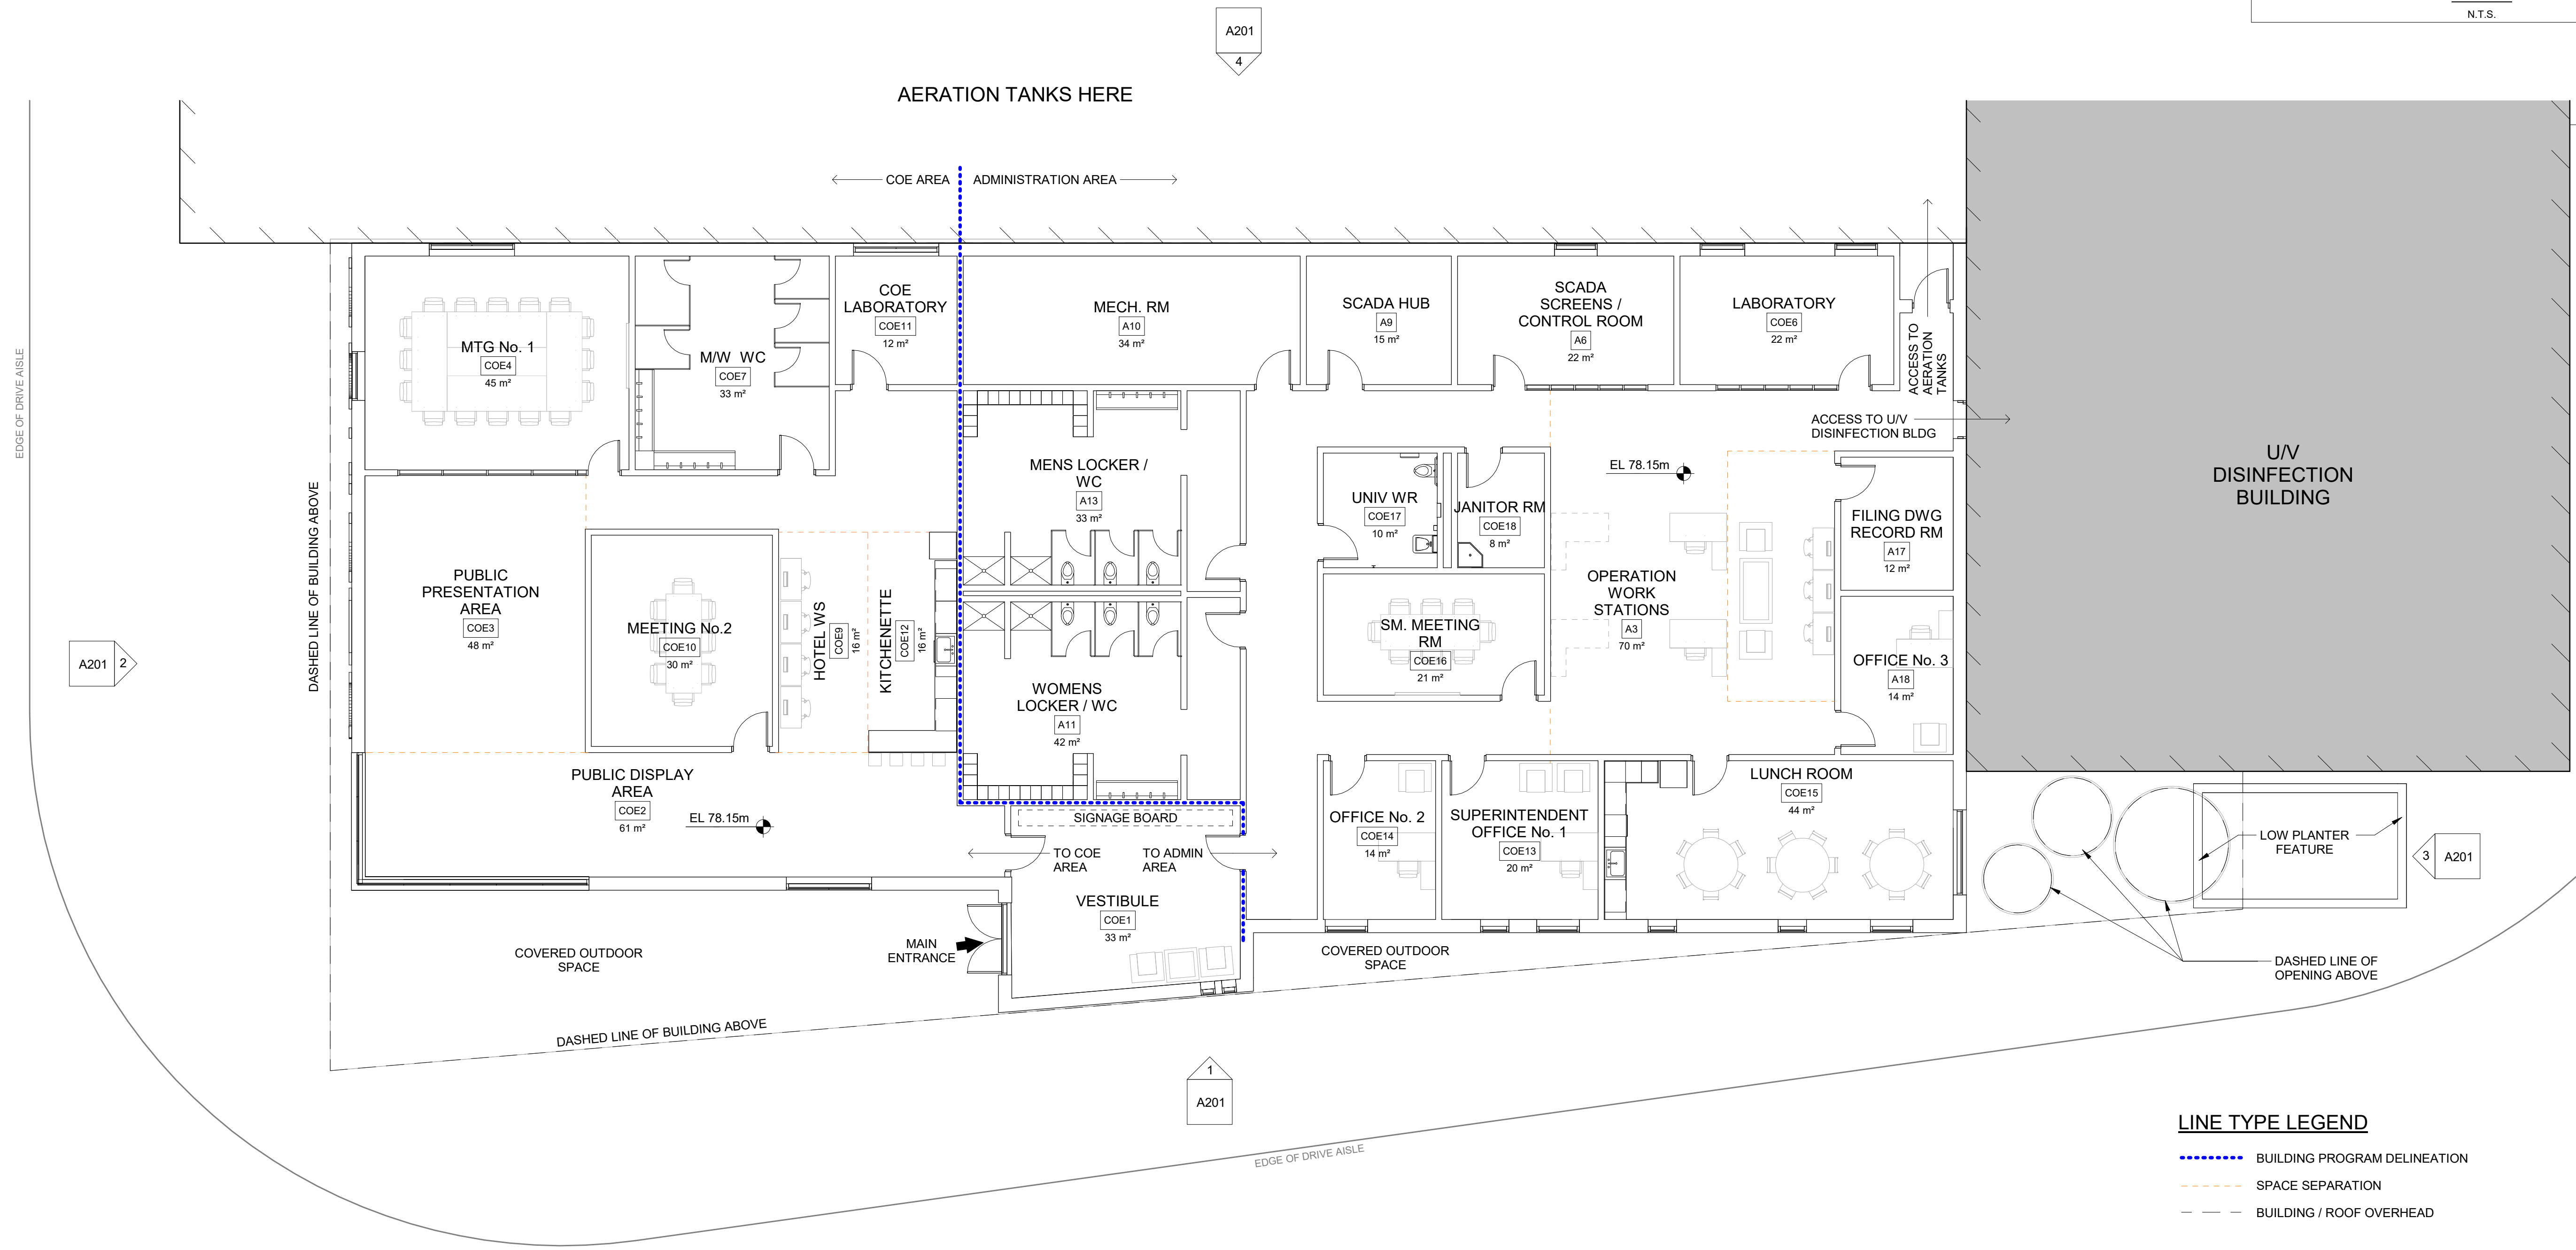 N.T.S.
A201
4
AERATION TANKS HERE
COE AREA
ADMINISTRATION AREA
EDGE OF DRIVE AISLE
DASHED LINE OF BUILDING ABOVE
MTG No. 1
COE4
45 m²
M/W WC
COE7
33 m²
COE
LABORATORY
COE11
12 m²
MECH. RM
A10
34 m²
SCADA HUB
A9
15 m²
SCADA
SCREENS /
CONTROL ROOM
A6
22 m²
LABORATORY
COE6
22 m²
ACCESS TO
AERATION
TANKS
ACCESS TO U/V
DISINFECTION BLDG
U/V
DISINFECTION
BUILDING
MENS LOCKER /
WC
A13
33 m²
UNIV WR
COE17
10 m²
JANITOR RM
COE18
8 m²
EL 78.15m
FILING DWG
RECORD RM
A17
12 m²
PUBLIC
PRESENTATION
AREA
COE3
48 m²
MEETING No.2
COE10
30 m²
HOTEL WS
COE9
16 m²
KITCHENETTE
COE12
16 m²
WOMENS
LOCKER / WC
A11
42 m²
SM. MEETING
RM
COE16
21 m²
OPERATION
WORK
STATIONS
A3
70 m²
OFFICE No. 3
A18
14 m²
A201
2
PUBLIC DISPLAY
AREA
COE2
61 m²
EL 78.15m
SIGNAGE BOARD
TO COE
AREA
TO ADMIN
AREA
VESTIBULE
COE1
33 m²
OFFICE No. 2
COE14
14 m²
SUPERINTENDENT
OFFICE No. 1
COE13
20 m²
LUNCH ROOM
COE15
44 m²
LOW PLANTER
FEATURE
3
A201
MAIN
ENTRANCE
COVERED OUTDOOR
SPACE
COVERED OUTDOOR
SPACE
DASHED LINE OF
OPENING ABOVE
DASHED LINE OF BUILDING ABOVE
1
A201
EDGE OF DRIVE AISLE
LINE TYPE LEGEND
BUILDING PROGRAM DELINEATION
SPACE SEPARATION
BUILDING / ROOF OVERHEAD